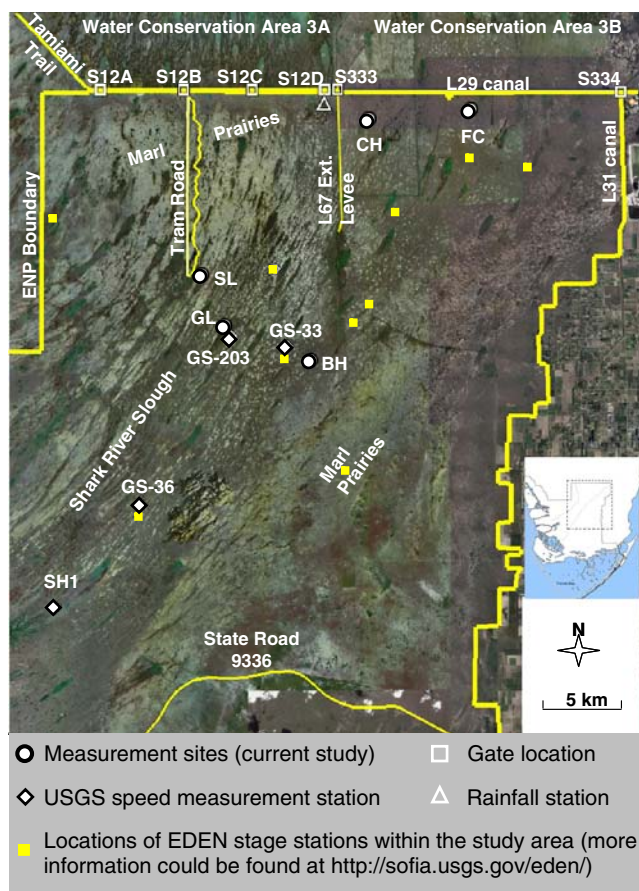 Water Conservation Area 3A
Water Conservation Area 3B
Tamiami
Trail
S12A
S12B
S12C
S12D
S333
L29 canal
S334
CH
FC
Marl
Prairies
ENP Boundary
Tram Road
L67 Ext.
Levee
L31 canal
SL
GL
GS-203
GS-33
BH
Shark River Slough
Marl
Prairies
GS-36
SH1
State Road
9336
N
5 km
Measurement sites (current study)
Gate location
USGS speed measurement station
Rainfall station
Locations of EDEN stage stations within the study area (more
information could be found at http://sofia.usgs.gov/eden/)